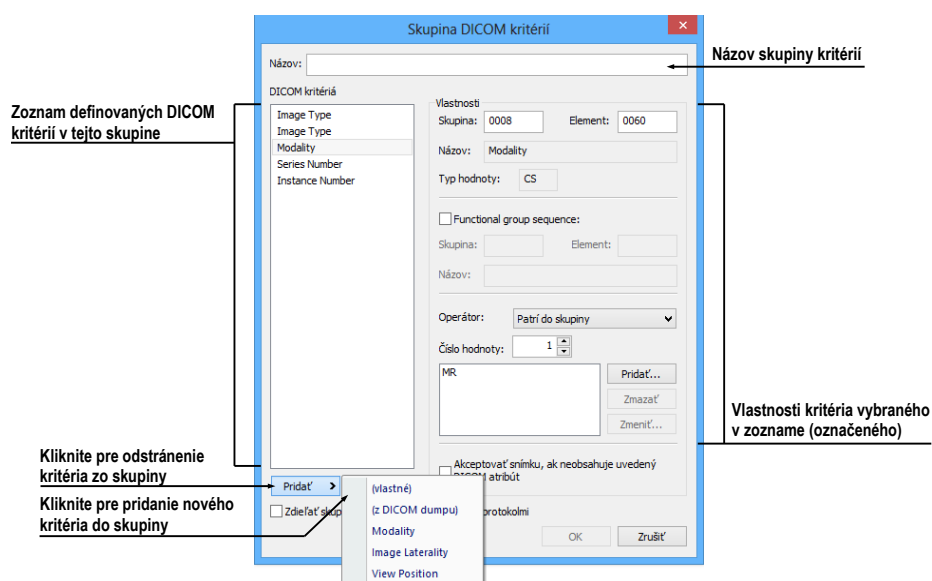 Skupina DICOM kritérií
Názov:
Názov skupiny kritérií
DICOM kritériá
Zoznam definovaných DICOM
kritérií v tejto skupine
Image Type
Image Type
Modality
Series Number
Instance Number
Vlastnosti
Skupina: 0008 Element: 0060
Názov: Modality
Typ hodnoty: CS
Functional group sequence:
Skupina: Element:
Názov:
Operátor: Patrí do skupiny
Číslo hodnoty: 1
MR
Pridať...
Zmazať
Zmeniť...
Vlastnosti kritéria vybraného
v zozname (označeného)
Akceptovať snímku, ak neobsahuje uvedený
atribút
Kliknite pre odstránenie
kritéria zo skupiny
Kliknite pre pridanie nového
kritéria do skupiny
Pridať >
Zdieľať
(vlastné)
(z DICOM dumpu)
Modality
Image Laterality
View Position
OK Zrušiť